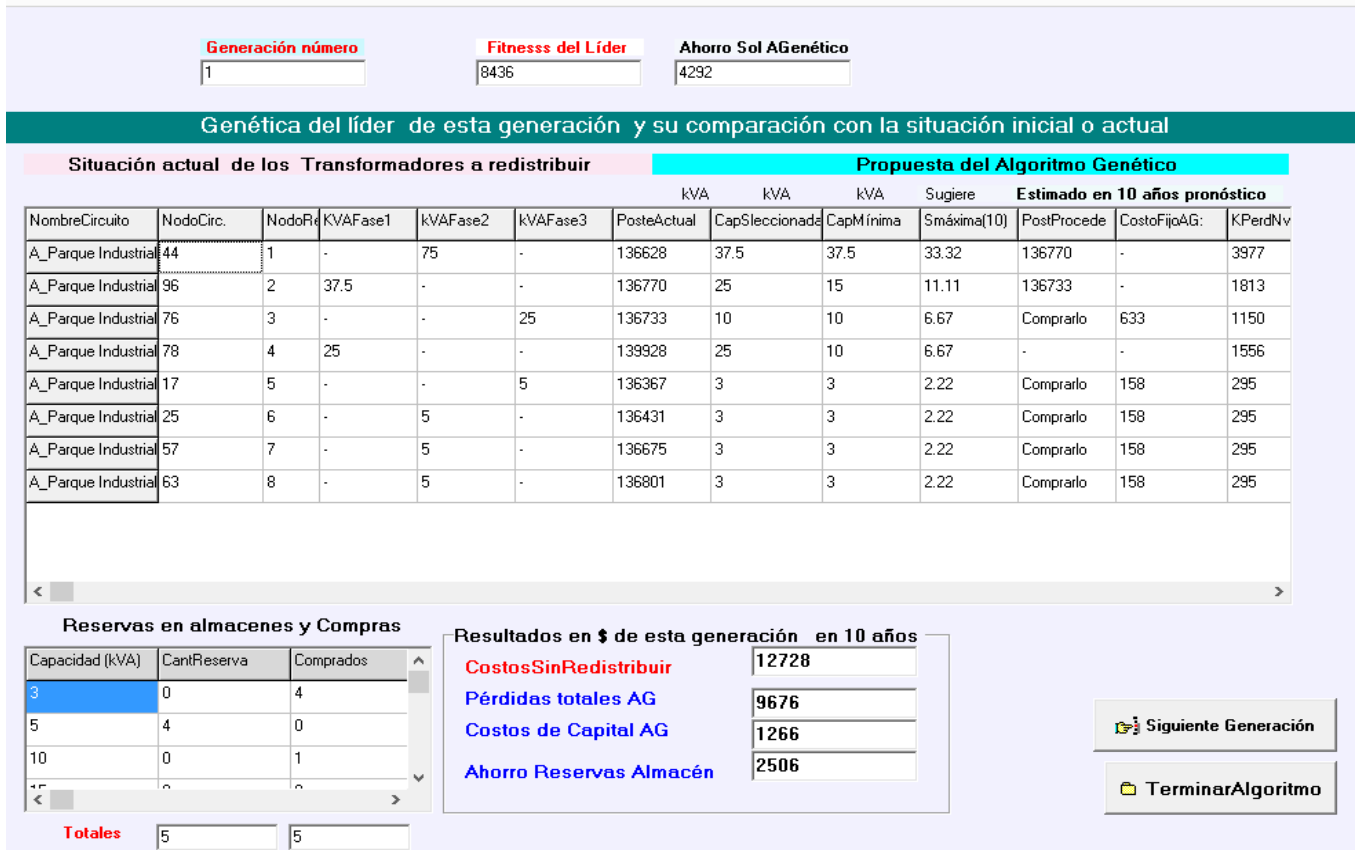 Generación número Fitnesss del Líder Ahorro Sol AGenético
1 8436 4292
Genética del líder de esta generación y su comparación con la situación inicial o actual
Situación actual de los Transformadores a redistribuir Propuesta del Algoritmo Genético
kVA kVA kVA Sugiere Estimado en 10 años pronóstico
NombreCircuito NodoCirc. NodoRe KVAFase1 kVAFase2 kVAFase3 PosteActual CapSleccionada CapMínima Smáxima(10) PostProcede CostoFijoAG: KPerdNv
A_Parque Industrial 44 1 - 75 - 136628 37.5 37.5 33.32 136770 - 3977
A_Parque Industrial 96 2 37.5 - - 136770 25 15 11.11 136733 - 1813
A_Parque Industrial 76 3 - - 25 136733 10 10 6.67 Comprarlo 633 1150
A_Parque Industrial 78 4 25 - - 139928 25 10 6.67 - - 1556
A_Parque Industrial 17 5 - - 5 136367 3 3 2.22 Comprarlo 158 295
A_Parque Industrial 25 6 - 5 - 136431 3 3 2.22 Comprarlo 158 295
A_Parque Industrial 57 7 - 5 - 136675 3 3 2.22 Comprarlo 158 295
A_Parque Industrial 63 8 - 5 - 136801 3 3 2.22 Comprarlo 158 295
Reservas en almacenes y Compras
Capacidad (kVA) CantReserva Comprados
3 0 4
5 4 0
10 0 1
Totales 5 5
Resultados en $ de esta generación en 10 años
CostosSinRedistribuir 12728
Pérdidas totales AG 9676
Costos de Capital AG 1266
Ahorro Reservas Almacén 2506
Siguiente Generación
TerminarAlgoritmo